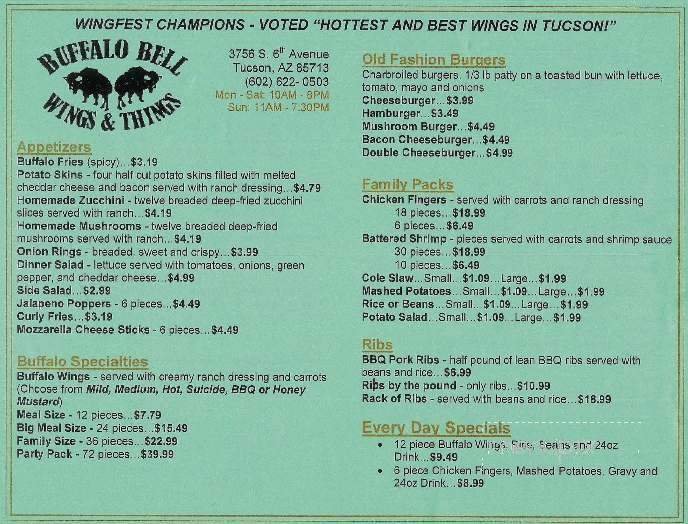 WINGFEST CHAMPIONS - VOTED "HOTTEST AND BEST WINGS IN TUCSON!"
BUFFALO BELL
WINGS & THINGS
3756 S. 6th Avenue
Tucson, AZ 85713
(602) 622- 0503
Mon - Sat: 10AM - 8PM
Sun: 11AM - 7:30PM
Appetizers
Buffalo Fries (spicy)...$3.19
Potato Skins - four half cut potato skins filled with melted
cheddar cheese and bacon served with ranch dressing...$4.79
Homemade Zucchini - twelve breaded deep-fried zucchini
slices served with ranch...$4.19
Homemade Mushrooms - twelve breaded deep-fried
mushrooms served with ranch...$4.19
Onion Rings - breaded, sweet and crispy...$3.99
Dinner Salad - lettuce served with tomatoes, onions, green
pepper, and cheddar cheese...$4.99
Side Salad...$2.99
Jalapeno Poppers - 6 pieces...$4.49
Curly Fries...$3.19
Mozzarella Cheese Sticks - 6 pieces...$4.49
Buffalo Specialties
Buffalo Wings - served with creamy ranch dressing and carrots
(Choose from Mild, Medium, Hot, Suicide, BBQ or Honey
Mustard)
Meal Size - 12 pieces...$7.79
Big Meal Size - 24 pieces...$15.49
Family Size - 36 pieces...$22.99
Party Pack - 72 pieces...$39.99
Old Fashion Burgers
Charbroiled burgers. 1/3 lb patty on a toasted bun with lettuce,
tomato, mayo and onions
Cheeseburger...$3.99
Hamburger...$3.49
Mushroom Burger...$4.49
Bacon Cheeseburger...$4.49
Double Cheeseburger...$4.99
Family Packs
Chicken Fingers - served with carrots and ranch dressing
18 pieces...$18.99
6 pieces...$6.49
Battered Shrimp - pieces served with carrots and shrimp sauce
30 pieces...$18.99
10 pieces...$6.49
Cole Slaw...Small...$1.09...Large...$1.99
Mashed Potatoes...Small...$1.09...Large...$1.99
Rice or Beans...Small...$1.09...Large...$1.99
Potato Salad...Small...$1.09...Large...$1.99
Ribs
BBQ Pork Ribs - half pound of lean BBQ ribs served with
beans and rice...$6.99
Ribs by the pound - only ribs...$10.99
Rack of Ribs - served with beans and rice...$18.99
Every Day Specials
• 12 piece Buffalo Wings, Rice, Beans and 24oz
Drink...$9.49
• 6 piece Chicken Fingers, Mashed Potatoes, Gravy and
24oz Drink...$8.99